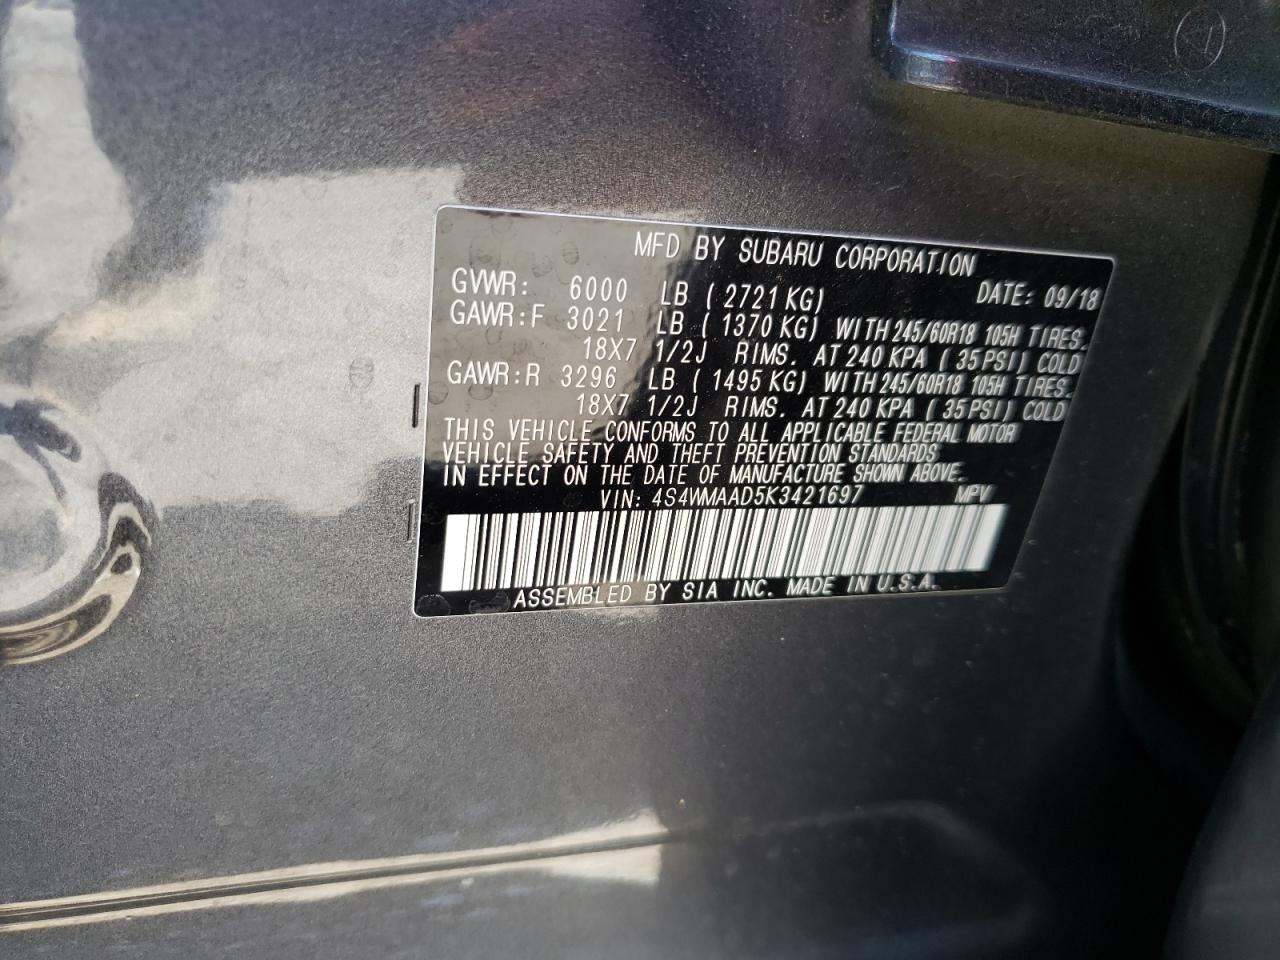 MFD BY SUBARU CORPORATION
GVWR: 6000 LB (2721 KG) DATE: 09/18
GAWR:F 3021 LB (1370 KG) WITH 245/60R18 105H TIRES.
18X7 1/2J RIMS. AT 240 KPA (35 PSI) COLD
GAWR:R 3296 LB (1495 KG) WITH 245/60R18 105H TIRES.
18X7 1/2J RIMS. AT 240 KPA (35 PSI) COLD
THIS VEHICLE CONFORMS TO ALL APPLICABLE FEDERAL MOTOR
VEHICLE SAFETY AND THEFT PREVENTION STANDARDS
IN EFFECT ON THE DATE OF MANUFACTURE SHOWN ABOVE.
VIN: 4S4WMAAD5K3421697 MPV
ASSEMBLED BY SIA INC. MADE IN U.S.A.